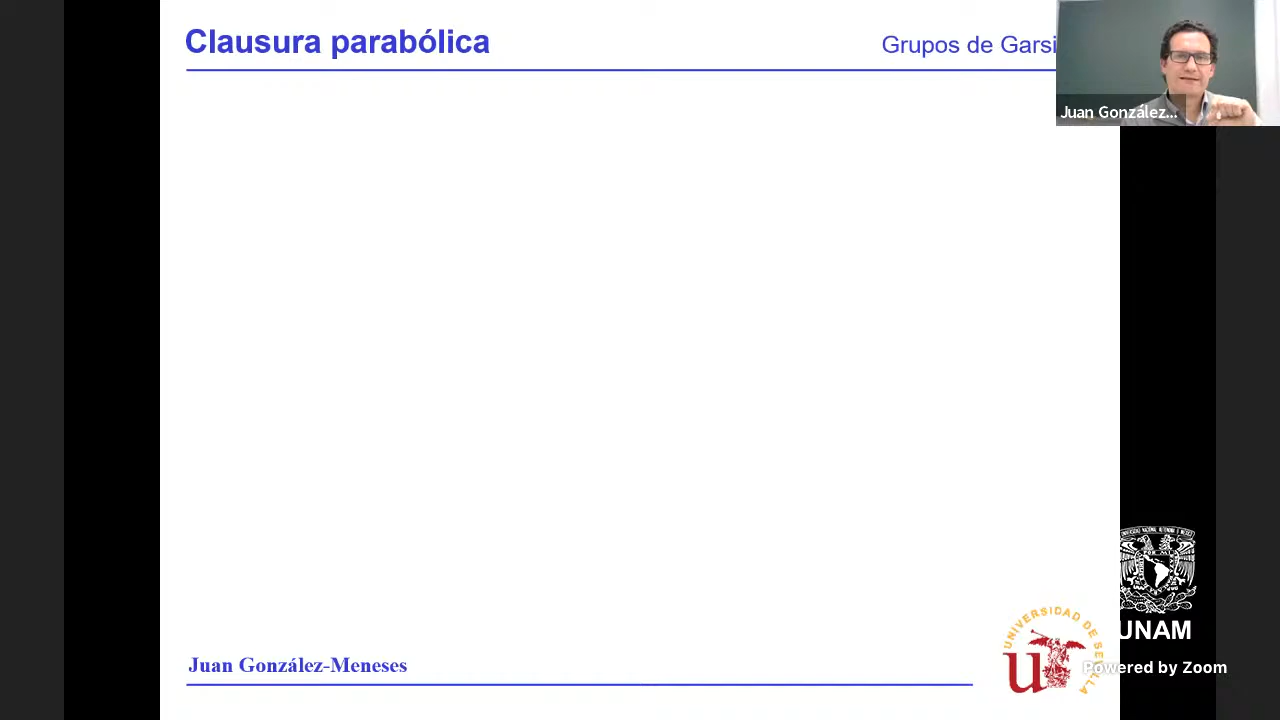 Clausura parabólica
Grupos de Garsi
Juan González...
Juan González-Meneses
UNIVERSIDAD DE SEVILLA
UNAM
Powered by Zoom